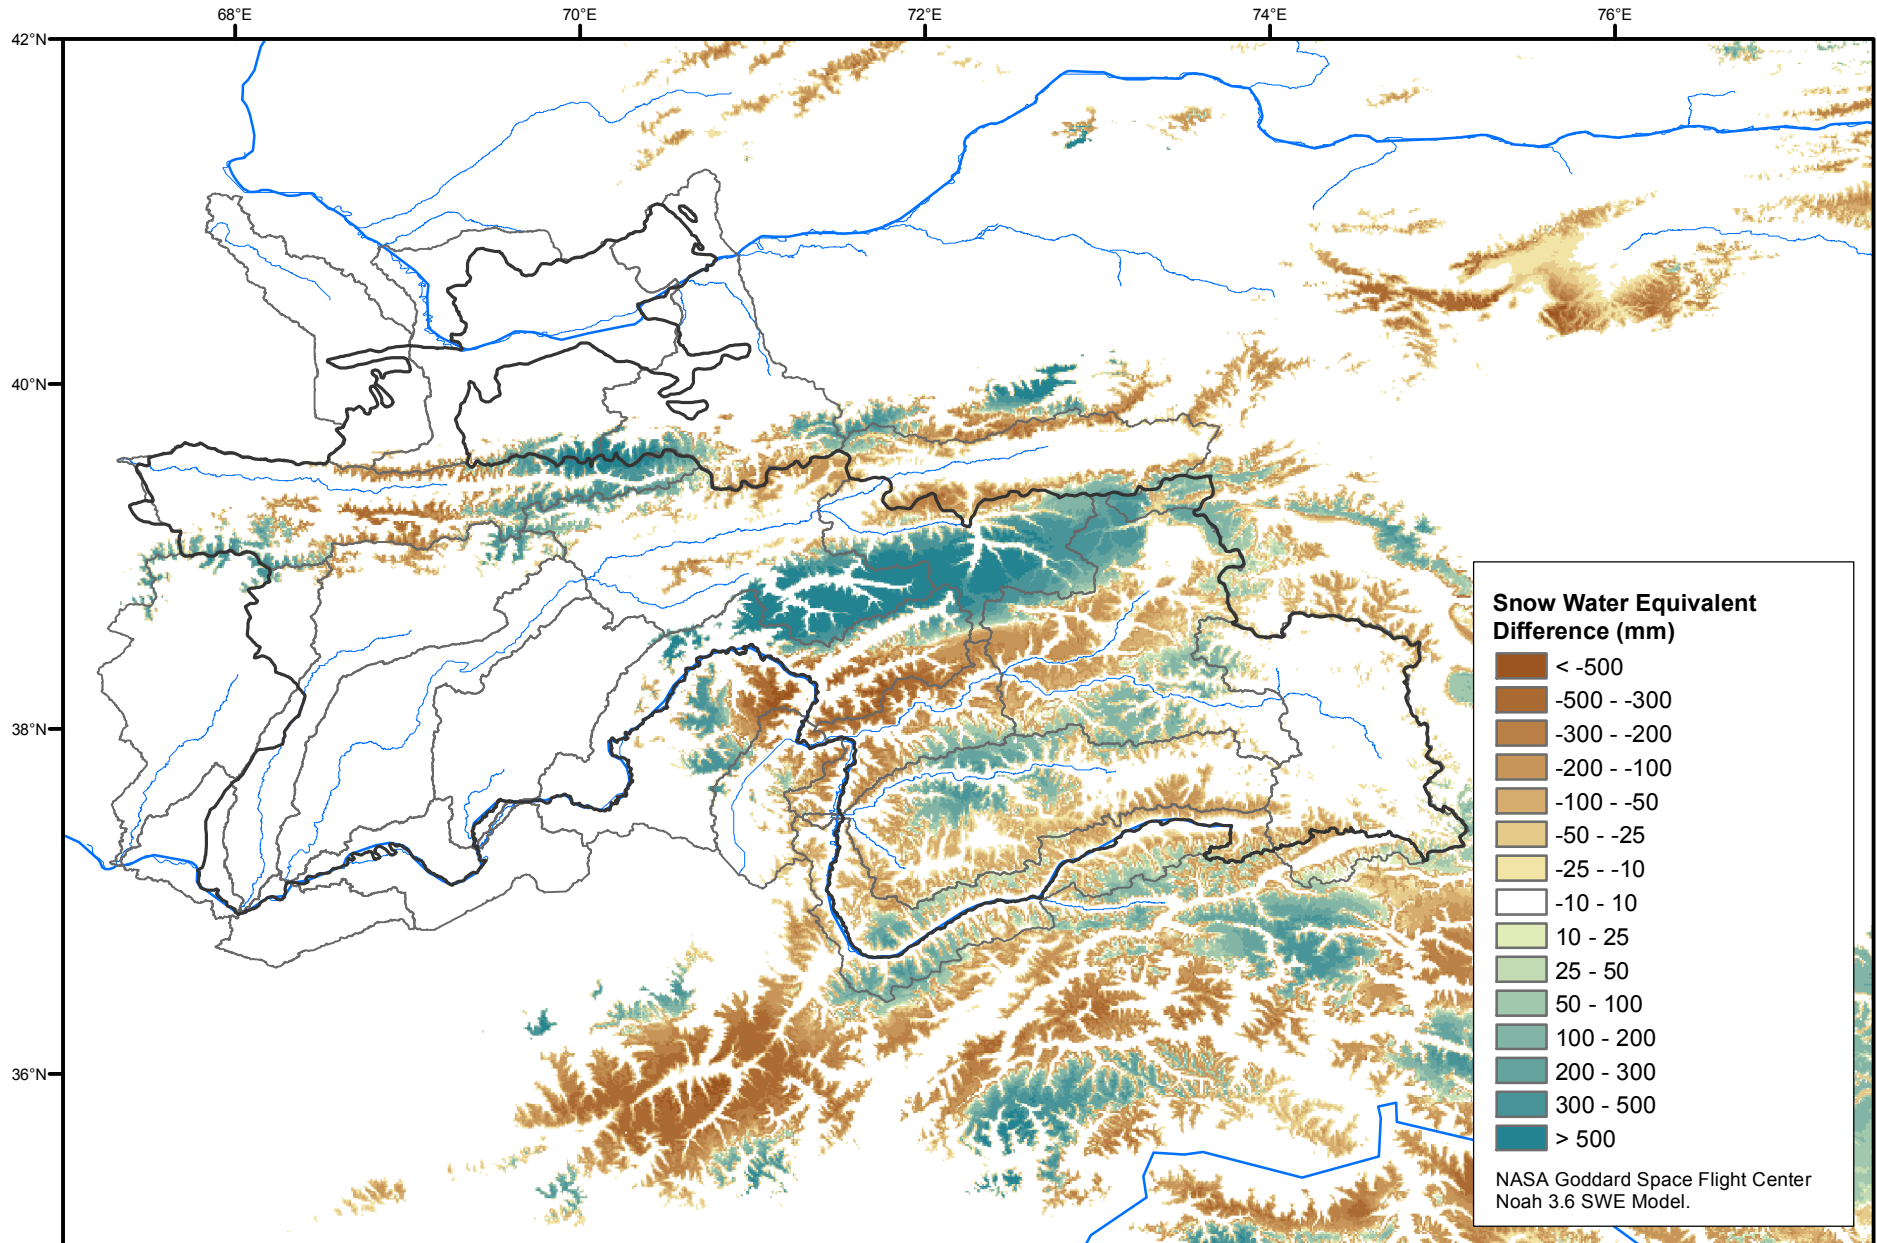 68°E
70°E
72°E
74°E
76°E
42°N
40°N
38°N
36°N
Snow Water Equivalent
Difference (mm)
< -500
-500 - -300
-300 - -200
-200 - -100
-100 - -50
-50 - -25
-25 - -10
-10 - 10
10 - 25
25 - 50
50 - 100
100 - 200
200 - 300
300 - 500
> 500
NASA Goddard Space Flight Center
Noah 3.6 SWE Model.